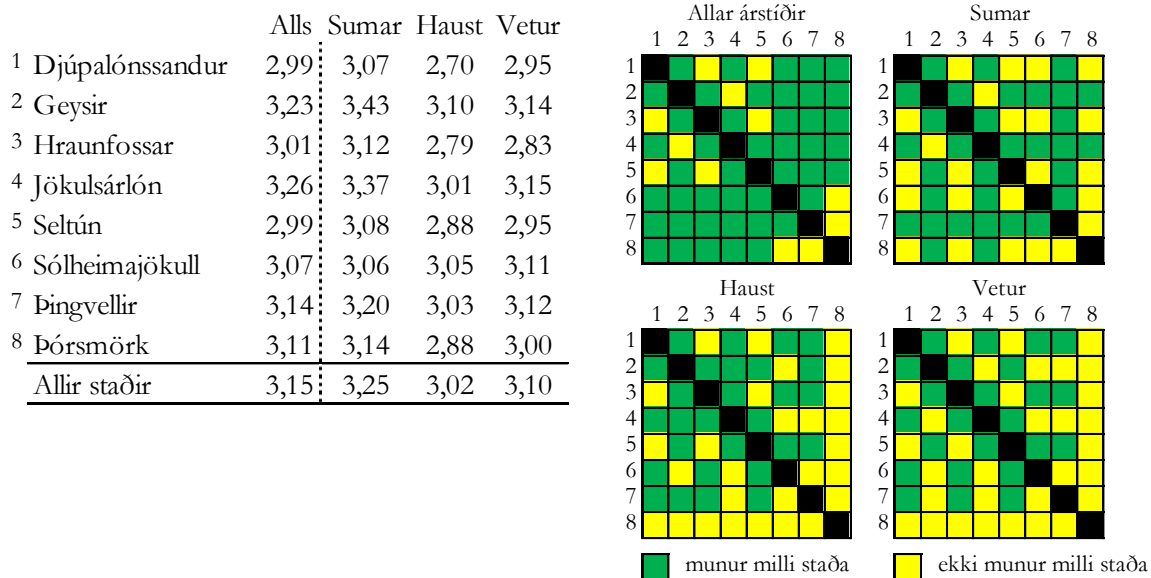 Alls Sumar Haust Vetur
1 Djúpalónssandur 2,99 3,07 2,70 2,95
2 Geysir 3,23 3,43 3,10 3,14
3 Hraunfossar 3,01 3,12 2,79 2,83
4 Jökulsárlón 3,26 3,37 3,01 3,15
5 Seltún 2,99 3,08 2,88 2,95
6 Sólheimajökull 3,07 3,06 3,05 3,11
7 Þingvellir 3,14 3,20 3,03 3,12
8 Þórsmörk 3,11 3,14 2,88 3,00
Allir staðir 3,15 3,25 3,02 3,10
Allar árstíðir
1 2 3 4 5 6 7 8
1
2
3
4
5
6
7
8
Sumar
1 2 3 4 5 6 7 8
1
2
3
4
5
6
7
8
Haust
1 2 3 4 5 6 7 8
1
2
3
4
5
6
7
8
Vetur
1 2 3 4 5 6 7 8
1
2
3
4
5
6
7
8
munur milli staða
ekki munur milli staða